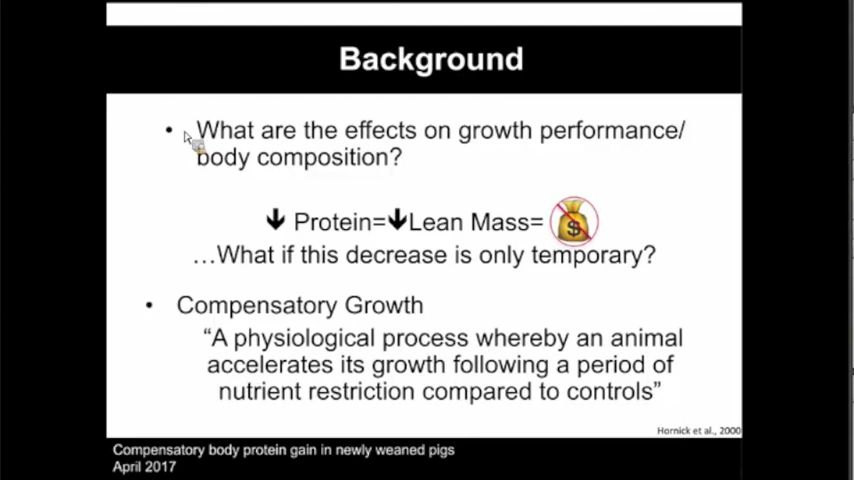 Background
• What are the effects on growth performance/
body composition?
🡻 Protein=🡻Lean Mass= $
…What if this decrease is only temporary?
• Compensatory Growth
“A physiological process whereby an animal
accelerates its growth following a period of
nutrient restriction compared to controls”
Hornick et al., 2000
Compensatory body protein gain in newly weaned pigs
April 2017